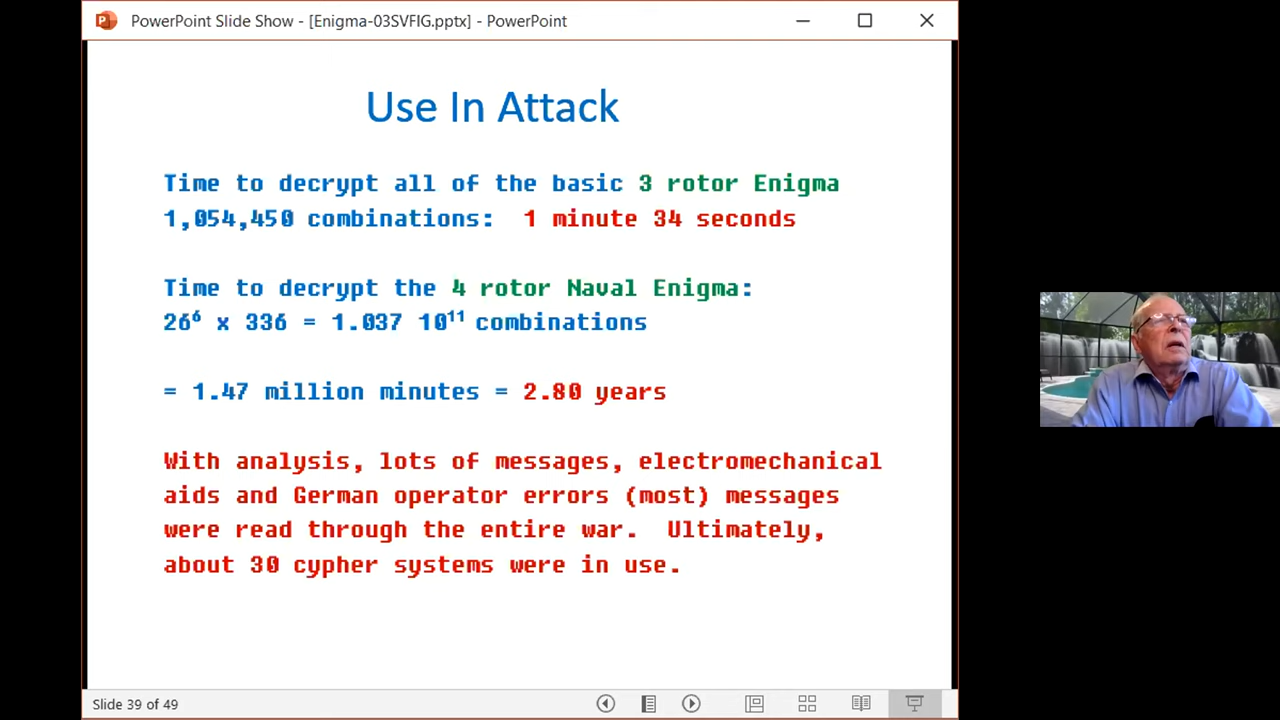 PowerPoint Slide Show - [Enigma-03SVFIG.pptx] - PowerPoint
Use In Attack
Time to decrypt all of the basic 3 rotor Enigma
1,054,450 combinations:  1 minute 34 seconds
Time to decrypt the 4 rotor Naval Enigma:
26⁶ x 336 = 1.037 10¹¹ combinations
= 1.47 million minutes = 2.80 years
With analysis, lots of messages, electromechanical
aids and German operator errors (most) messages
were read through the entire war.  Ultimately,
about 30 cypher systems were in use.
Slide 39 of 49